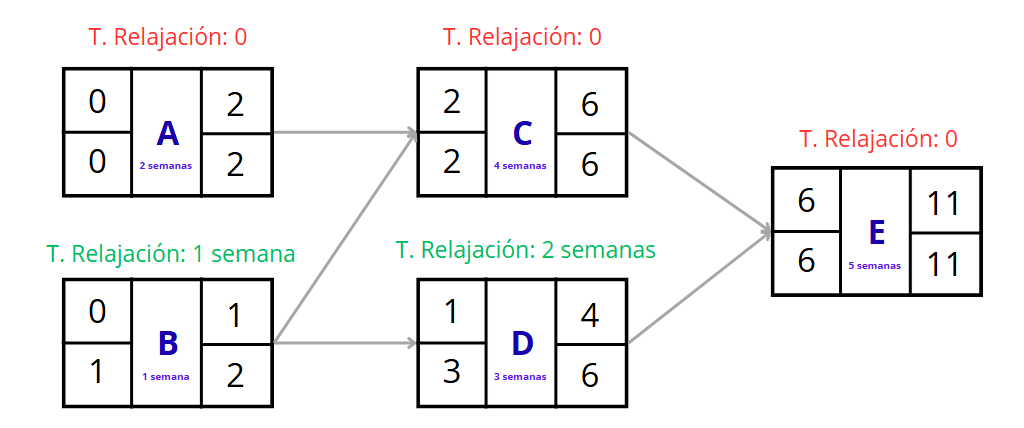 T. Relajación: 0
0
2
A
2 semanas
0
2
T. Relajación: 0
2
6
C
4 semanas
2
6
T. Relajación: 0
6
11
E
5 semanas
6
11
T. Relajación: 1 semana
0
1
B
1 semana
1
2
T. Relajación: 2 semanas
1
4
D
3 semanas
3
6